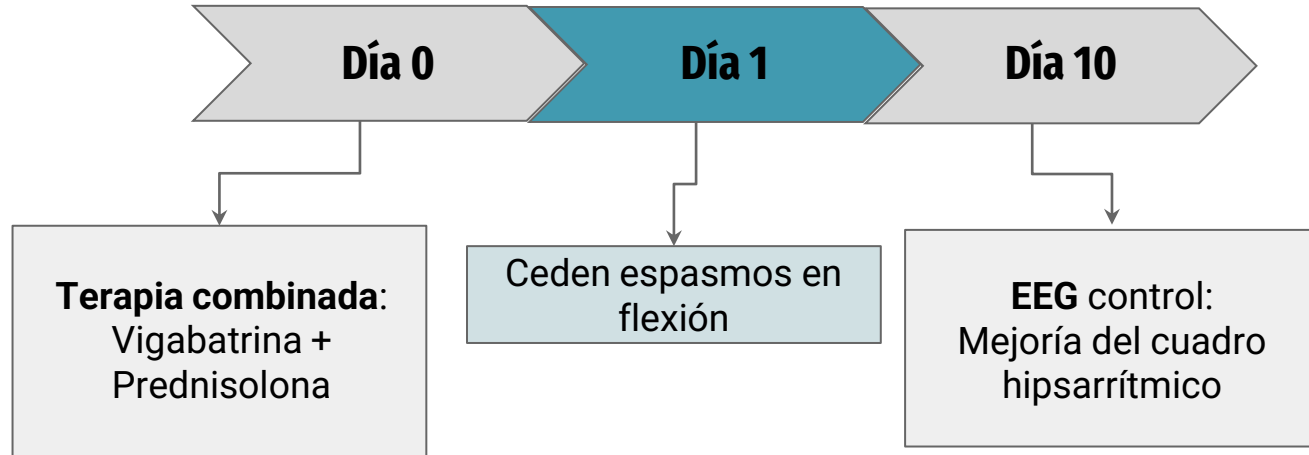 Día 0
Día 1
Día 10
Terapia combinada:
Vigabatrina +
Prednisolona
Ceden espasmos en
flexión
EEG control:
Mejoría del cuadro
hipsarrítmico